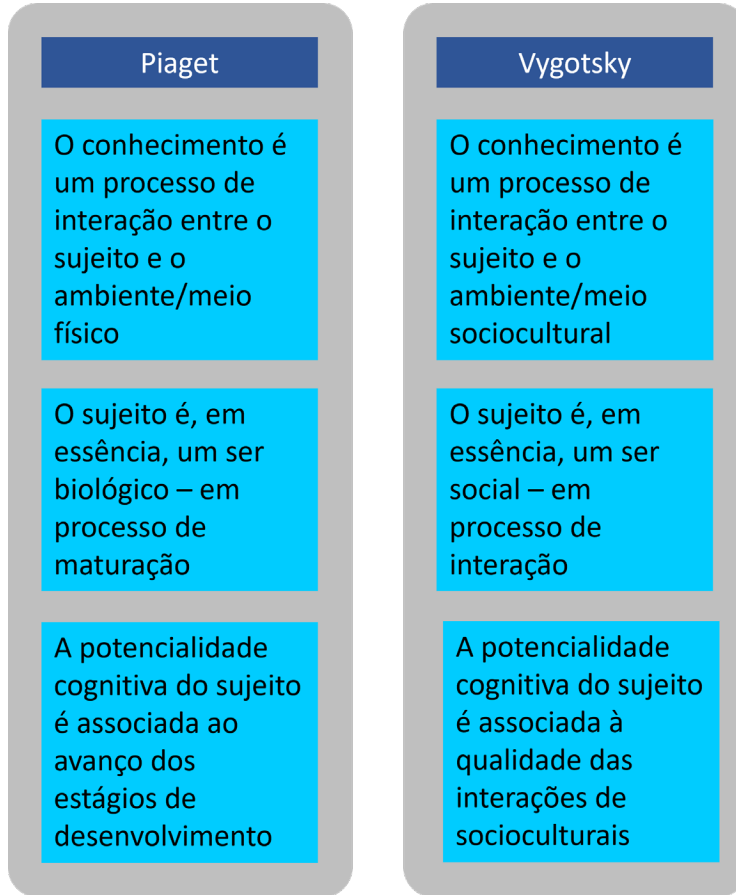 Piaget
O conhecimento é
um processo de
interação entre o
sujeito e o
ambiente/meio
físico
O sujeito é, em
essência, um ser
biológico – em
processo de
maturação
A potencialidade
cognitiva do sujeito
é associada ao
avanço dos
estágios de
desenvolvimento
Vygotsky
O conhecimento é
um processo de
interação entre o
sujeito e o
ambiente/meio
sociocultural
O sujeito é, em
essência, um ser
social – em
processo de
interação
A potencialidade
cognitiva do sujeito
é associada à
qualidade das
interações de
socioculturais